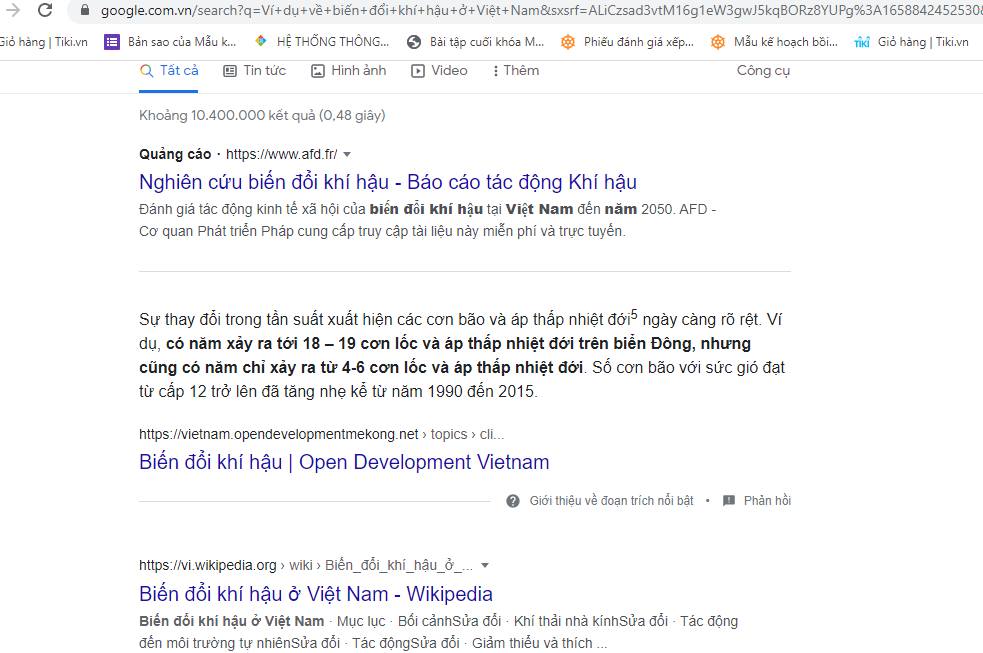 google.com.vn/search?q=Ví+dụ+về+biến+đổi+khí+hậu+ở+Việt+Nam&sxsrf=ALiCzsad3vtM16g1eW3gwJ5kqBORz8YUPg%3A1658842452530
Giỏ hàng | Tiki.vn Bản sao của Mẫu k... HỆ THỐNG THÔNG... Bài tập cuối khóa M... Phiếu đánh giá xếp... Mẫu kế hoạch bồi... TIKI Giỏ hàng | Tiki.vn
Tất cả Tin tức Hình ảnh Video Thêm Công cụ
Khoảng 10.400.000 kết quả (0,48 giây)
Quảng cáo · https://www.afd.fr/
Nghiên cứu biến đổi khí hậu - Báo cáo tác động Khí hậu
Đánh giá tác động kinh tế xã hội của biến đổi khí hậu tại Việt Nam đến năm 2050. AFD -
Cơ quan Phát triển Pháp cung cấp truy cập tài liệu này miễn phí và trực tuyến.
Sự thay đổi trong tần suất xuất hiện các cơn bão và áp thấp nhiệt đới5 ngày càng rõ rệt. Ví
dụ, có năm xảy ra tới 18 – 19 cơn lốc và áp thấp nhiệt đới trên biển Đông, nhưng
cũng có năm chỉ xảy ra từ 4-6 cơn lốc và áp thấp nhiệt đới. Số cơn bão với sức gió đạt
từ cấp 12 trở lên đã tăng nhẹ kể từ năm 1990 đến 2015.
https://vietnam.opendevelopmentmekong.net › topics › cli...
Biến đổi khí hậu | Open Development Vietnam
Giới thiệu về đoạn trích nổi bật • Phản hồi
https://vi.wikipedia.org › wiki › Biến_đổi_khí_hậu_ở_...
Biến đổi khí hậu ở Việt Nam - Wikipedia
Biến đổi khí hậu ở Việt Nam · Mục lục · Bối cảnhSửa đổi · Khí thải nhà kínhSửa đổi · Tác động
đến môi trường tự nhiênSửa đổi · Tác độngSửa đổi · Giảm thiểu và thích ...